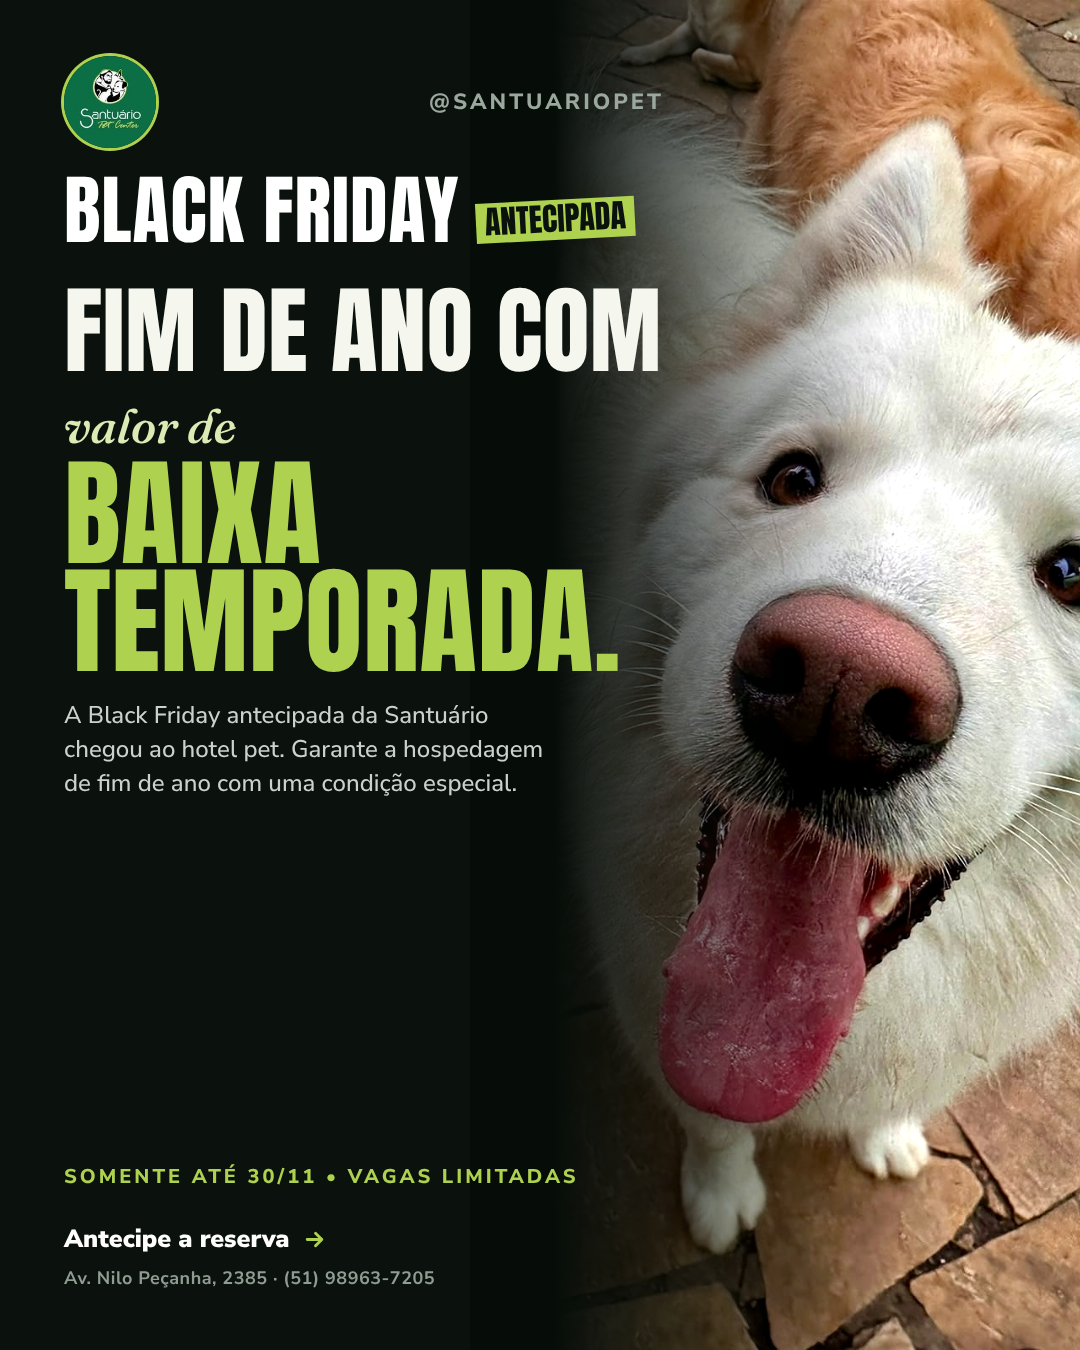 Santuário
Pet Center
@SANTUARIOPET
BLACK FRIDAY ANTECIPADA
FIM DE ANO COM
valor de
BAIXA
TEMPORADA.
A Black Friday antecipada da Santuário
chegou ao hotel pet. Garante a hospedagem
de fim de ano com uma condição especial.
SOMENTE ATÉ 30/11 • VAGAS LIMITADAS
Antecipe a reserva →
Av. Nilo Peçanha, 2385 · (51) 98963-7205